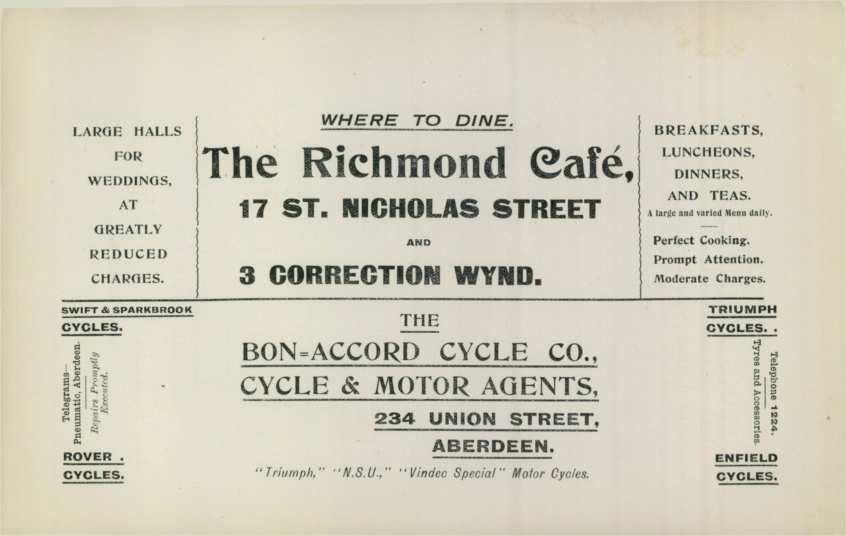 LARGE HALLS
FOR
WEDDINGS,
AT
GREATLY
REDUCED
CHARGES.
WHERE TO DINE.
The Richmond Café,
17 ST. NICHOLAS STREET
AND
3 CORRECTION WYND.
BREAKFASTS,
LUNCHEONS,
DINNERS,
AND TEAS.
A large and varied Menu daily.
Perfect Cooking.
Prompt Attention.
Moderate Charges.
SWIFT & SPARKBROOK
CYCLES.
Telegrams—
Pneumatic, Aberdeen.
Repairs Promptly
Executed.
ROVER .
CYCLES.
THE
BON=ACCORD CYCLE CO.,
CYCLE & MOTOR AGENTS,
234 UNION STREET,
ABERDEEN.
"Triumph," "N.S.U.," "Vindec Special" Motor Cycles.
TRIUMPH
CYCLES. .
Telephone 1224.
Tyres and Accessories.
ENFIELD
CYCLES.